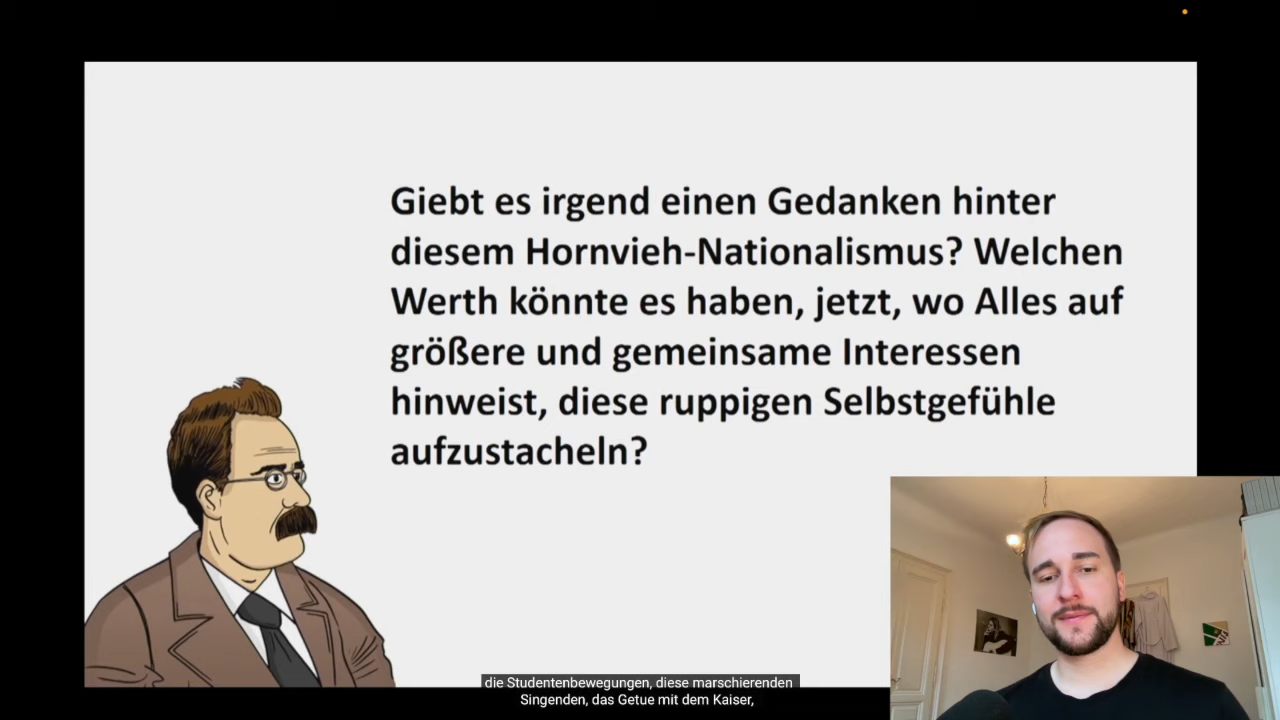 Giebt es irgend einen Gedanken hinter
diesem Hornvieh-Nationalismus? Welchen
Werth könnte es haben, jetzt, wo Alles auf
größere und gemeinsame Interessen
hinweist, diese ruppigen Selbstgefühle
aufzustacheln?
die Studentenbewegungen, diese marschierenden
Singenden, das Getue mit dem Kaiser,